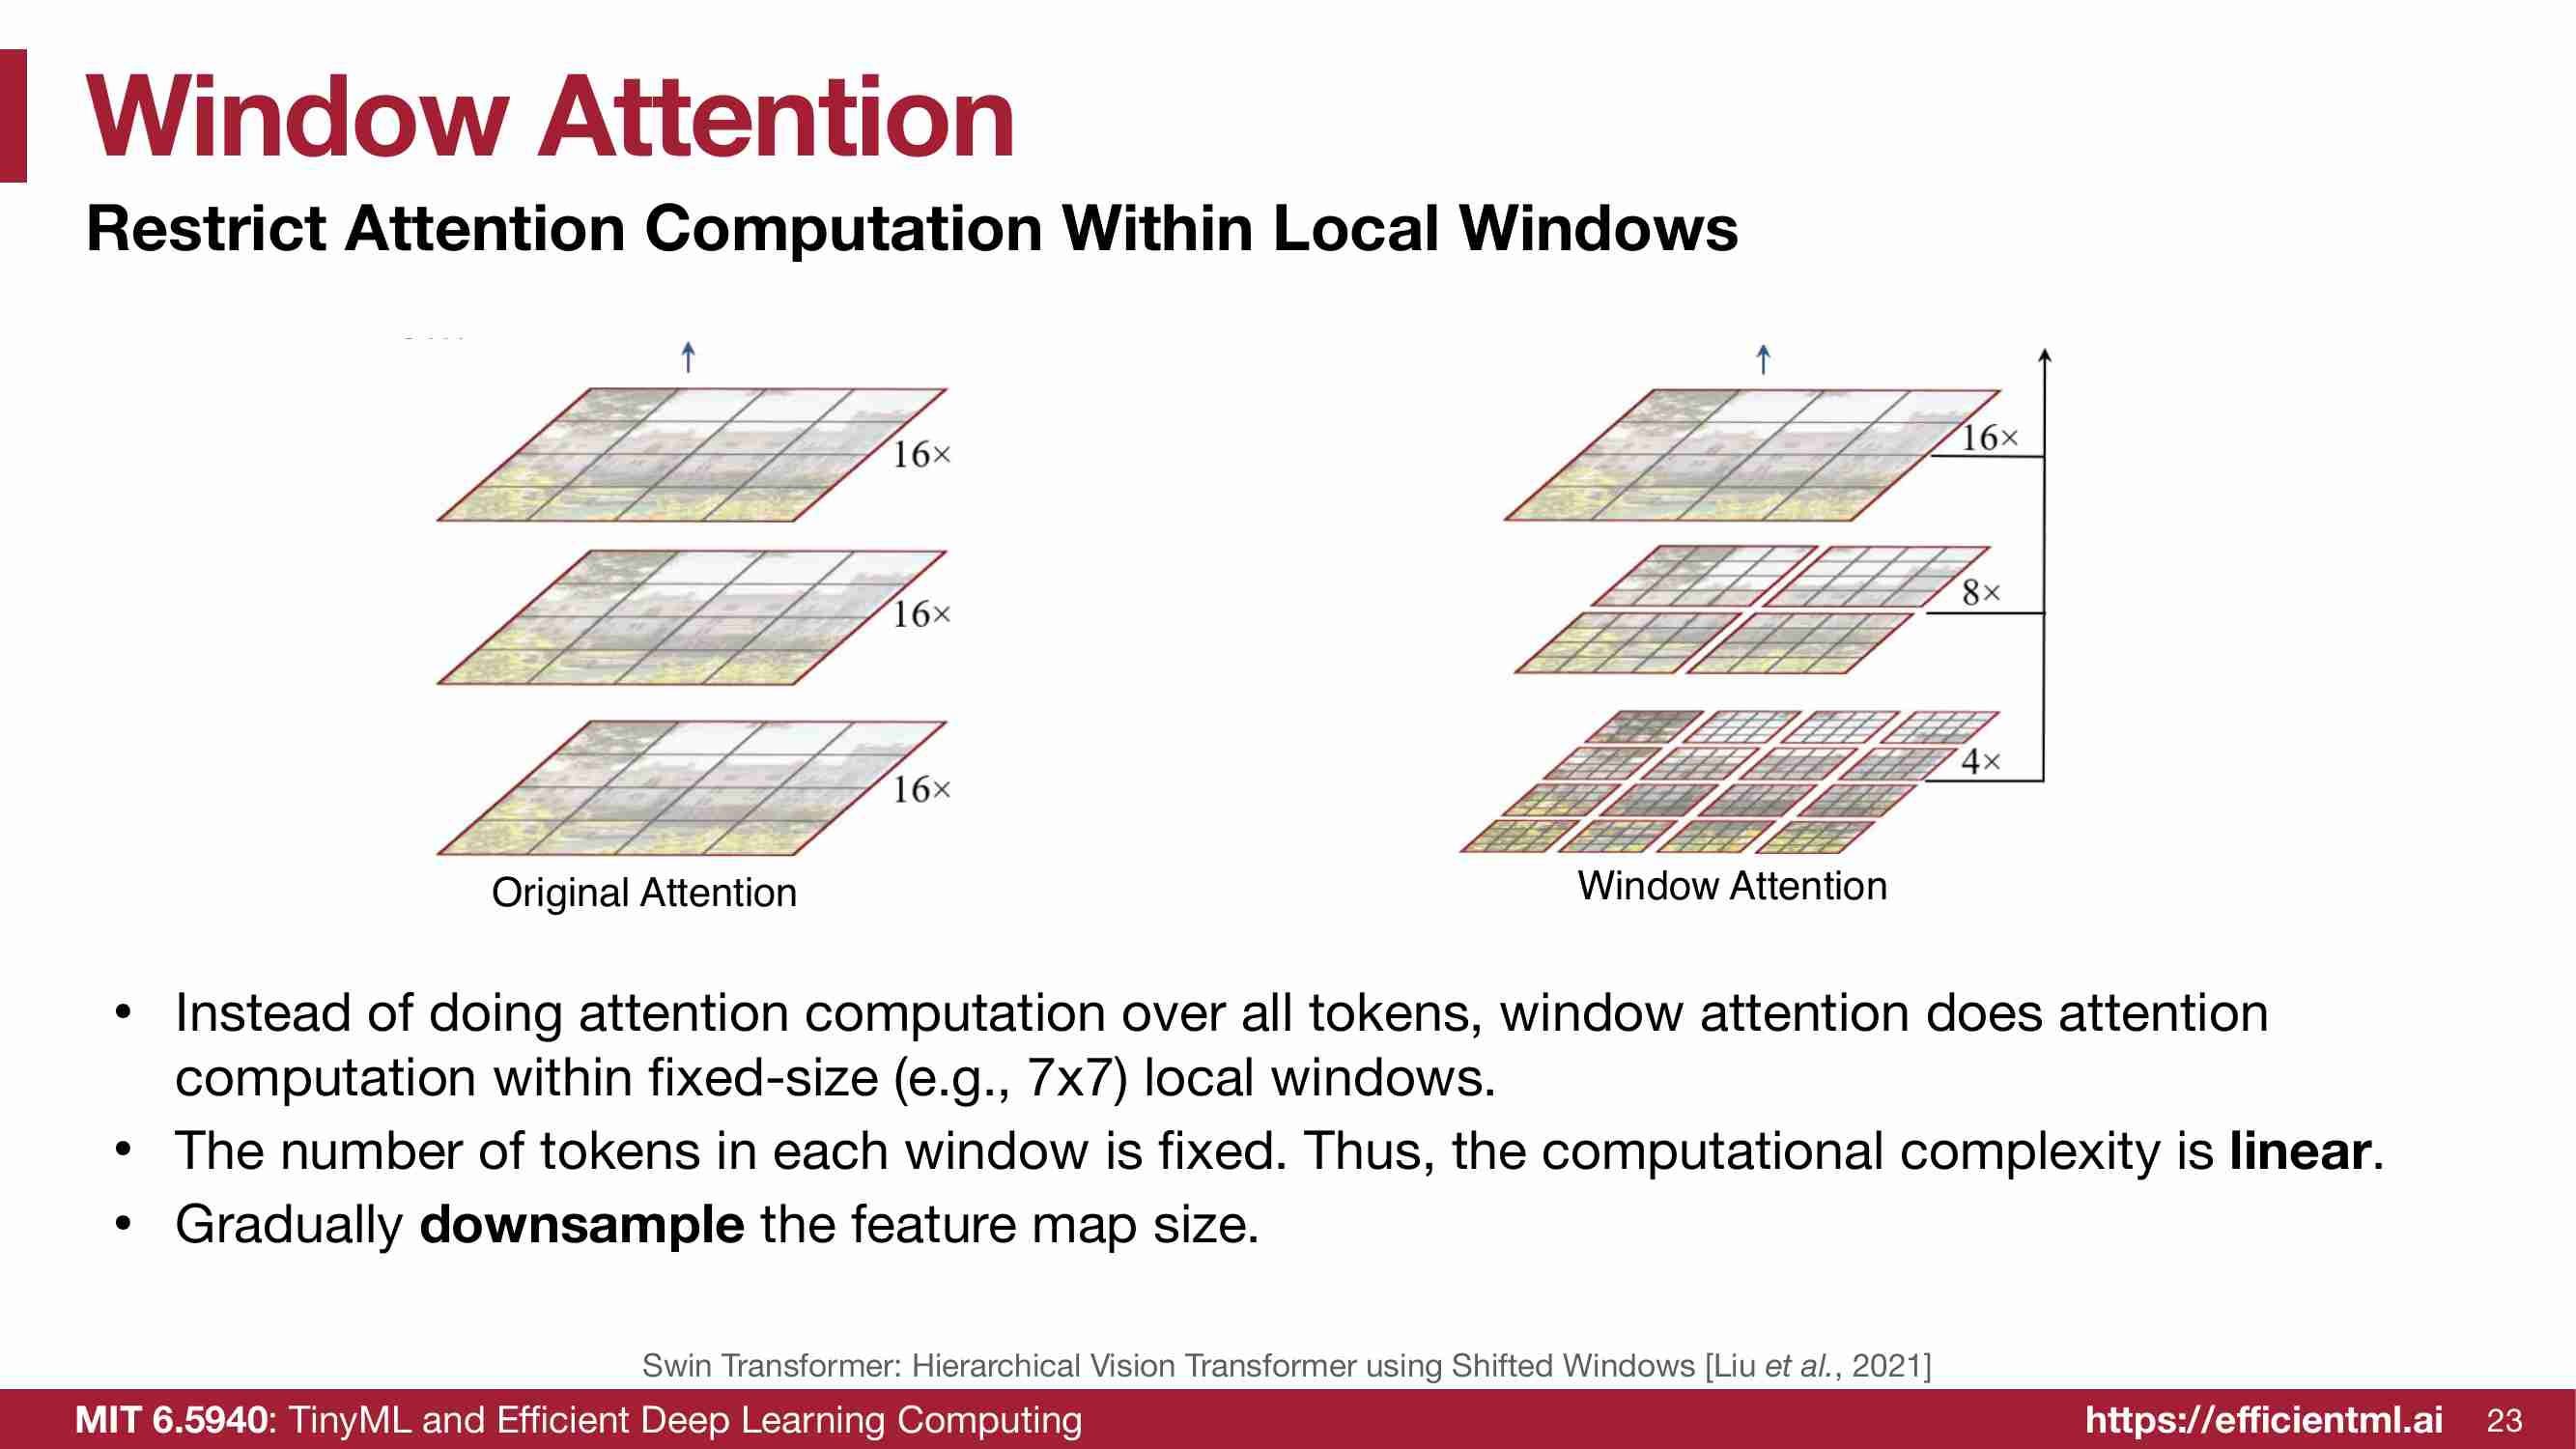 Window Attention
Restrict Attention Computation Within Local Windows
16×
16×
16×
Original Attention
16×
8×
4×
Window Attention
• Instead of doing attention computation over all tokens, window attention does attention
computation within fixed-size (e.g., 7x7) local windows.
• The number of tokens in each window is fixed. Thus, the computational complexity is linear.
• Gradually downsample the feature map size.
Swin Transformer: Hierarchical Vision Transformer using Shifted Windows [Liu et al., 2021]
MIT 6.5940: TinyML and Efficient Deep Learning Computing
https://efficientml.ai 23